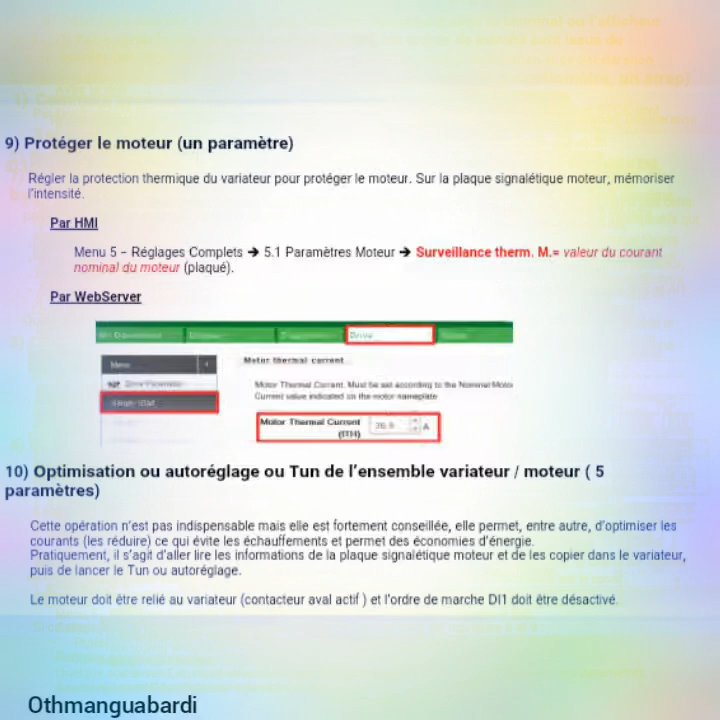 9) Protéger le moteur (un paramètre)
Régler la protection thermique du variateur pour protéger le moteur. Sur la plaque signalétique moteur, mémoriser
l'intensité.
Par HMI
Menu 5 – Réglages Complets ➔ 5.1 Paramètres Moteur ➔ Surveillance therm. M.= valeur du courant
nominal du moteur (plaqué).
Par WebServer
Drive
Menu
Motor thermal current
Motor Thermal Current. Must be set according to the Nominal Moto
Current value indicated on the motor nameplate
Motor Thermal Current
(ITH)
A
10) Optimisation ou autoréglage ou Tun de l'ensemble variateur / moteur ( 5
paramètres)
Cette opération n'est pas indispensable mais elle est fortement conseillée, elle permet, entre autre, d'optimiser les
courants (les réduire) ce qui évite les échauffements et permet des économies d'énergie.
Pratiquement, il s'agit d'aller lire les informations de la plaque signalétique moteur et de les copier dans le variateur,
puis de lancer le Tun ou autoréglage.
Le moteur doit être relié au variateur (contacteur aval actif ) et l'ordre de marche DI1 doit être désactivé.
Othmanguabardi